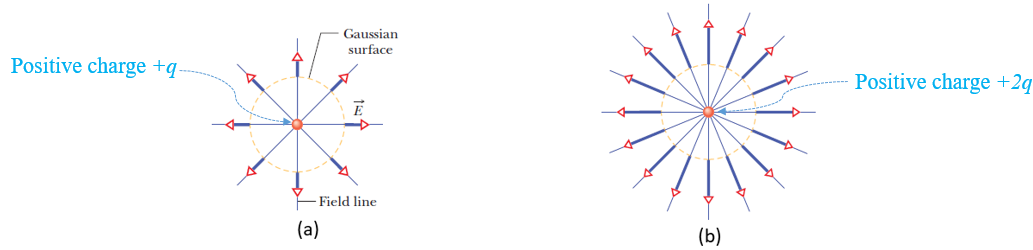 Gaussian
surface
Positive charge +q
E
Field line
(a)
Positive charge +2q
(b)